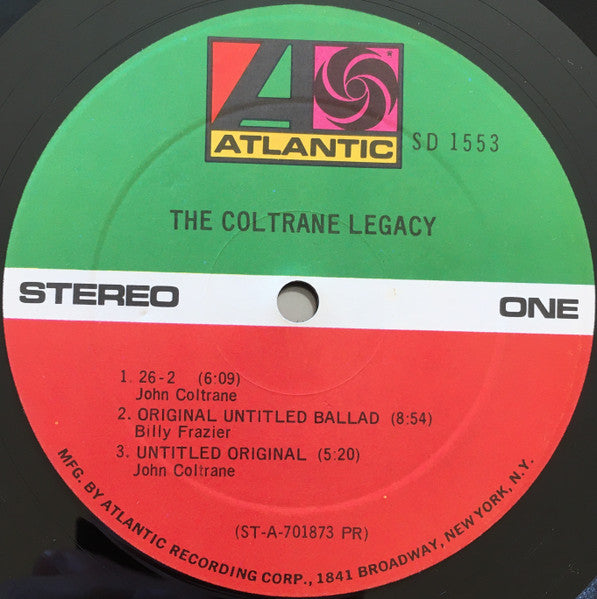 ATLANTIC
SD 1553
THE COLTRANE LEGACY
STEREO
ONE
1. 26-2 (6:09)
John Coltrane
2. ORIGINAL UNTITLED BALLAD (8:54)
Billy Frazier
3. UNTITLED ORIGINAL (5:20)
John Coltrane
(ST-A-701873 PR)
MFG. BY ATLANTIC RECORDING CORP., 1841 BROADWAY, NEW YORK, N.Y.